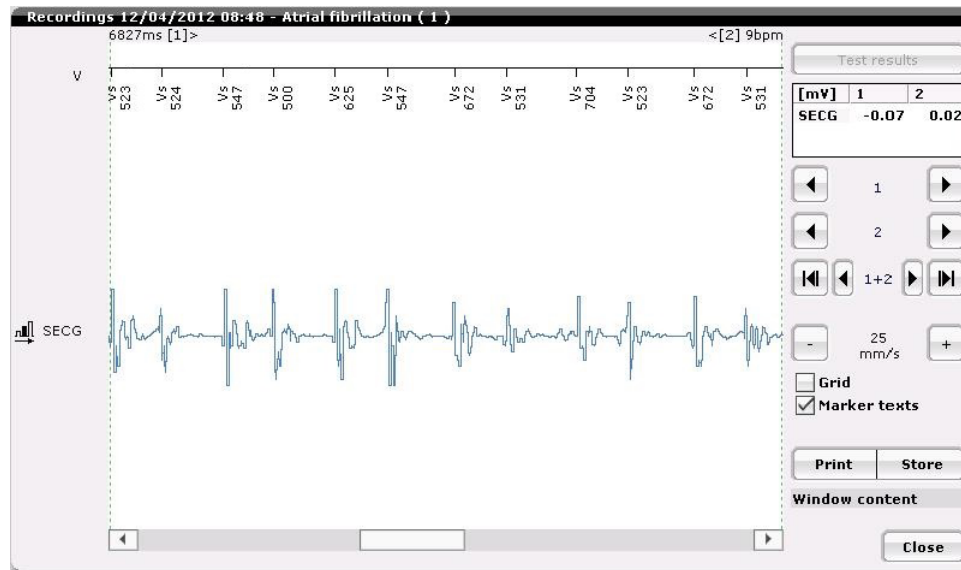 Recordings 12/04/2012 08:48 - Atrial fibrillation ( 1 )
6827ms [1]>
<[2] 9bpm
V
Vs 523
Vs 524
Vs 547
Vs 500
Vs 625
Vs 547
Vs 672
Vs 531
Vs 704
Vs 523
Vs 672
Vs 531
SECG
Test results
[mV] 1 2
SECG -0.07 0.02
1
2
1+2
- 25 +
mm/s
Grid
Marker texts
Print Store
Window content
Close